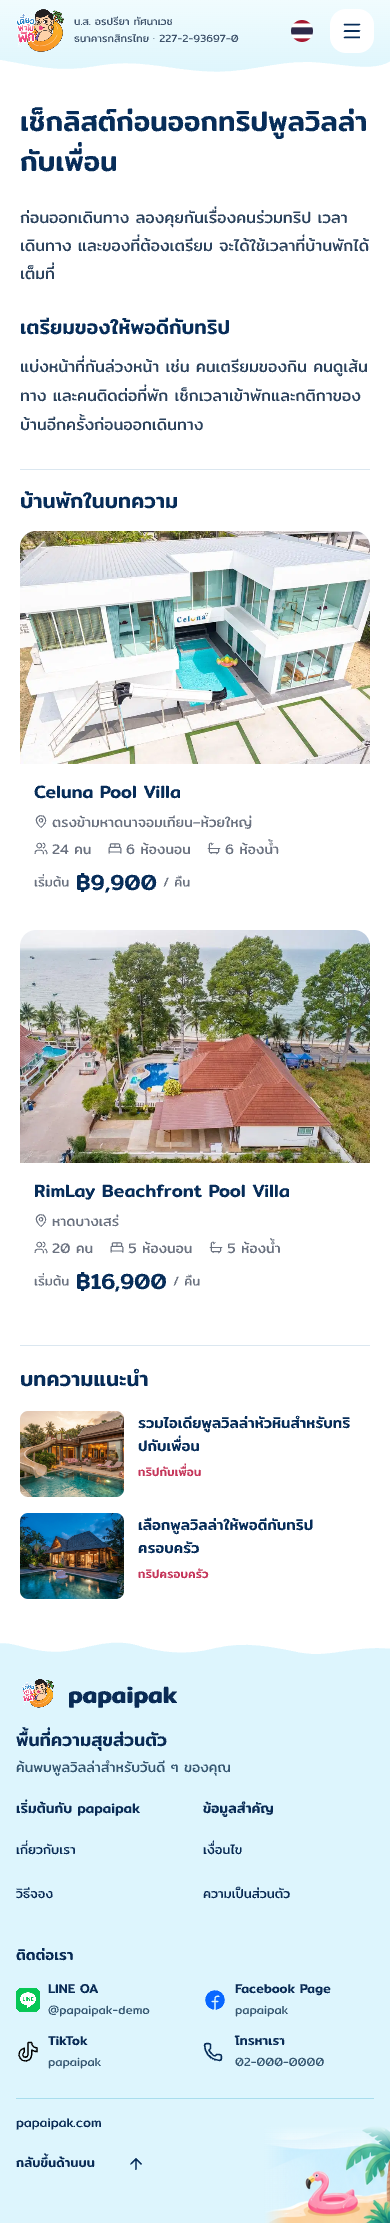 เที่ยว
พา
พัก
น.ส. อรปรียา ทัศนาเวช
ธนาคารกสิกรไทย · 227-2-93697-0
เช็กลิสต์ก่อนออกทริปพูลวิลล่า
กับเพื่อน
ก่อนออกเดินทาง ลองคุยกันเรื่องคนร่วมทริป เวลา
เดินทาง และของที่ต้องเตรียม จะได้ใช้เวลาที่บ้านพักได้
เต็มที่
เตรียมของให้พอดีกับทริป
แบ่งหน้าที่กันล่วงหน้า เช่น คนเตรียมของกิน คนดูเส้น
ทาง และคนติดต่อที่พัก เช็กเวลาเข้าพักและกติกาของ
บ้านอีกครั้งก่อนออกเดินทาง
บ้านพักในบทความ
Celuna
Celuna Pool Villa
ตรงข้ามหาดนาจอมเทียน–ห้วยใหญ่
24 คน 6 ห้องนอน 6 ห้องน้ำ
เริ่มต้น ฿9,900 / คืน
RimLay Beachfront Pool Villa
หาดบางเสร่
20 คน 5 ห้องนอน 5 ห้องน้ำ
เริ่มต้น ฿16,900 / คืน
บทความแนะนำ
รวมไอเดียพูลวิลล่าหัวหินสำหรับทริ
ปกับเพื่อน
ทริปกับเพื่อน
เลือกพูลวิลล่าให้พอดีกับทริป
ครอบครัว
ทริปครอบครัว
papaipak
พื้นที่ความสุขส่วนตัว
ค้นพบพูลวิลล่าสำหรับวันดี ๆ ของคุณ
เริ่มต้นกับ papaipak ข้อมูลสำคัญ
เกี่ยวกับเรา เงื่อนไข
วิธีจอง ความเป็นส่วนตัว
ติดต่อเรา
LINE OA Facebook Page
@papaipak-demo papaipak
TikTok โทรหาเรา
papaipak 02-000-0000
papaipak.com
กลับขึ้นด้านบน